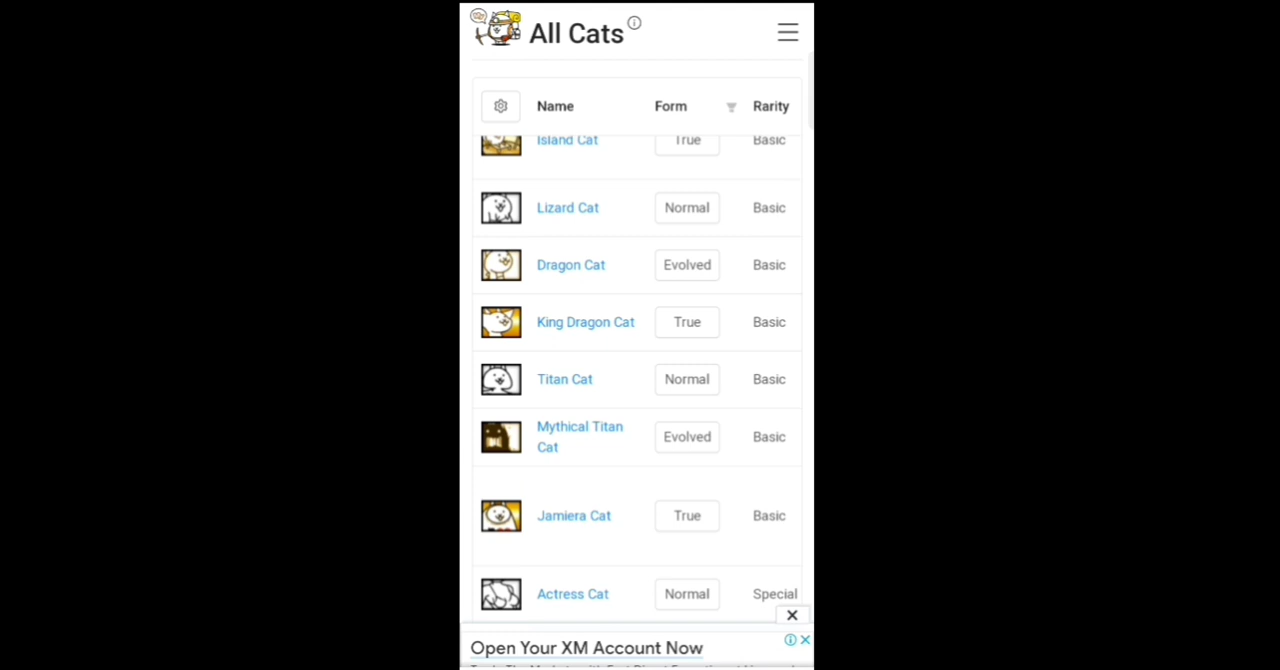 All Cats
Name Form Rarity
Island Cat True Basic
Lizard Cat Normal Basic
Dragon Cat Evolved Basic
King Dragon Cat True Basic
Titan Cat Normal Basic
Mythical Titan
Cat Evolved Basic
Jamiera Cat True Basic
Actress Cat Normal Special
Open Your XM Account Now